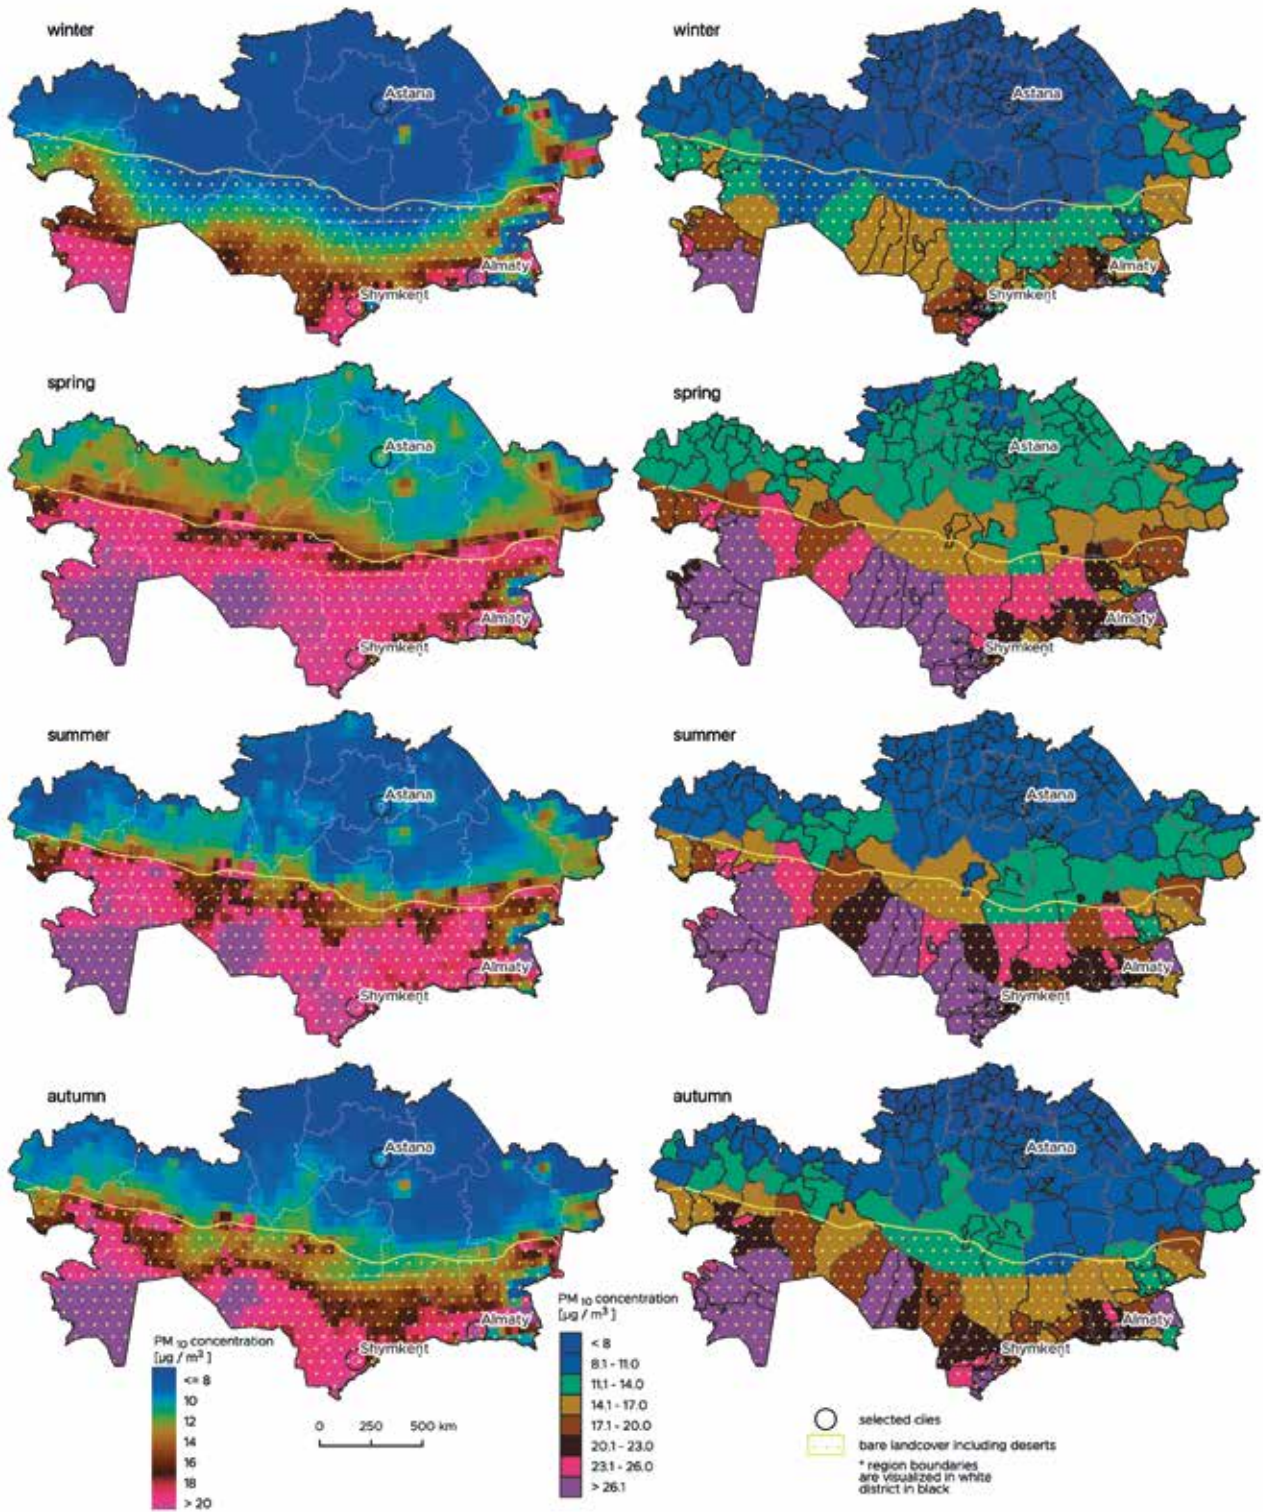 winter
Astana
Almaty
Shymkent
winter
Astana
Almaty
Shymkent
spring
Astana
Almaty
Shymkent
spring
Astana
Almaty
Shymkent
summer
Astana
Almaty
Shymkent
summer
Astana
Almaty
Shymkent
autumn
Astana
Almaty
Shymkent
autumn
Astana
Almaty
Shymkent
PM 10 concentration
[µg / m³ ]
<= 8
10
12
14
16
18
> 20
0 250 500 km
PM 10 concentration
[µg / m³ ]
< 8
8.1 - 11.0
11.1 - 14.0
14.1 - 17.0
17.1 - 20.0
20.1 - 23.0
23.1 - 26.0
> 26.1
selected ciies
bare landcover including deserts
* region boundaries
are visualized in white
district in black